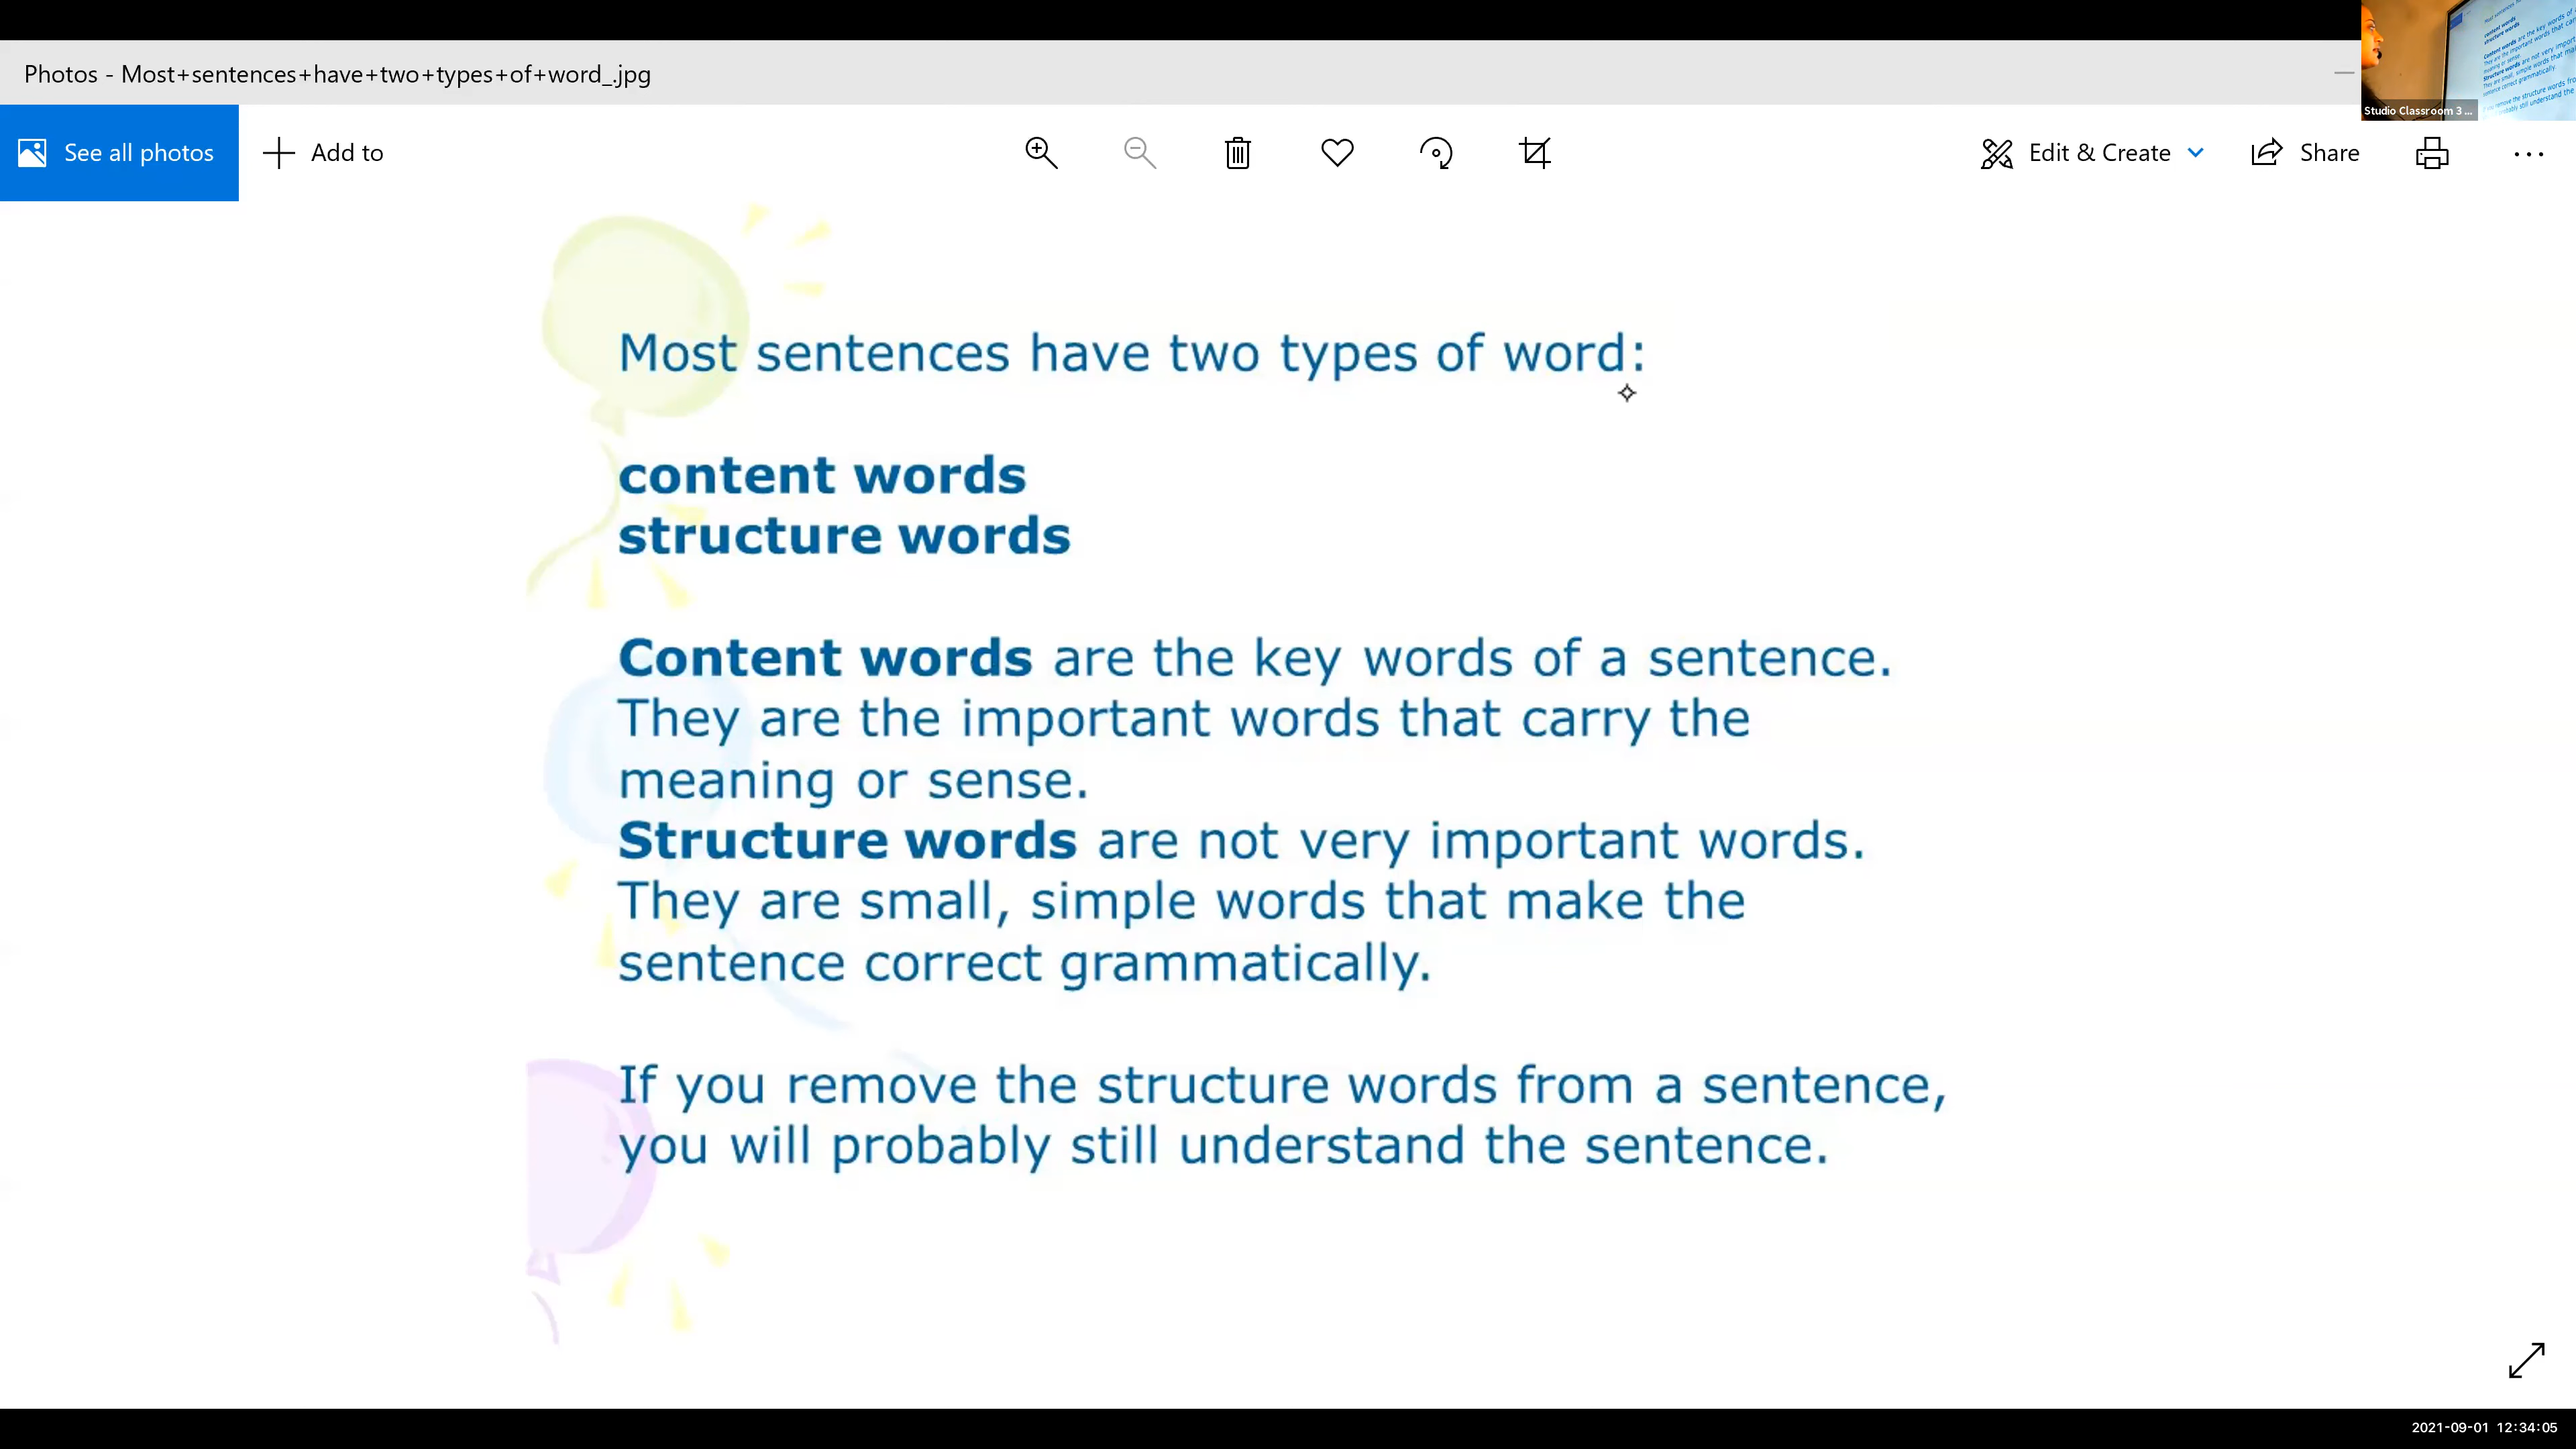 Photos - Most+sentences+have+two+types+of+word_.jpg
See all photos
Add to
Edit & Create
Share
Studio Classroom 3 ...
Most sentences have two types of word:
content words
structure words
Content words are the key words of a sentence.
They are the important words that carry the
meaning or sense.
Structure words are not very important words.
They are small, simple words that make the
sentence correct grammatically.
If you remove the structure words from a sentence,
you will probably still understand the sentence.
2021-09-01 12:34:05